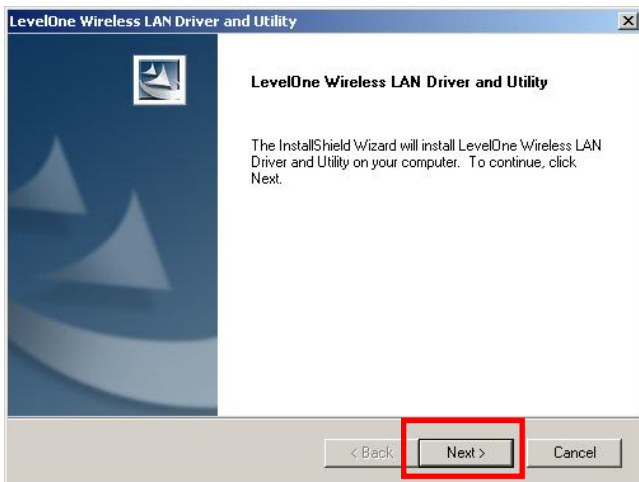 LevelOne Wireless LAN Driver and Utility
LevelOne Wireless LAN Driver and Utility
The InstallShield Wizard will install LevelOne Wireless LAN
Driver and Utility on your computer. To continue, click
Next.
< Back
Next >
Cancel